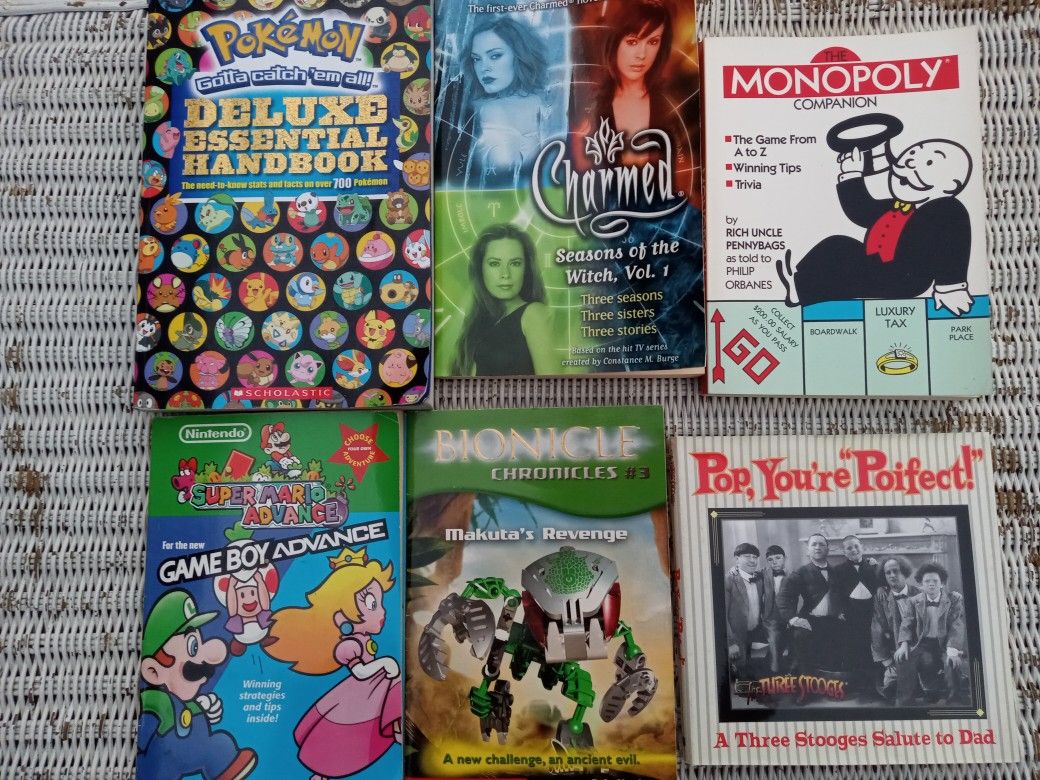 POKéMON
Gotta catch 'em all!
DELUXE
ESSENTIAL
HANDBOOK
The need-to-know stats and facts on over 700 Pokémon
SCHOLASTIC
The first-ever Charmed
Charmed
Seasons of the
Witch, Vol. 1
Three seasons
Three sisters
Three stories
Based on the hit TV series
created by Constance M. Burge
THE
MONOPOLY
COMPANION
The Game From
A to Z
Winning Tips
Trivia
by
RICH UNCLE
PENNYBAGS
as told to
PHILIP
ORBANES
GO
COLLECT
$200.00 SALARY
AS YOU PASS
BOARDWALK
LUXURY
TAX
PARK
PLACE
Nintendo
CHOOSE
YOUR OWN
ADVENTURE
SUPER MARIO
ADVANCE
For the new
GAME BOY ADVANCE
Winning
strategies
and tips
inside!
BIONICLE
CHRONICLES #3
Makuta's Revenge
A new challenge, an ancient evil.
Pop, You're "Poifect!"
The THREE STOOGES
A Three Stooges Salute to Dad